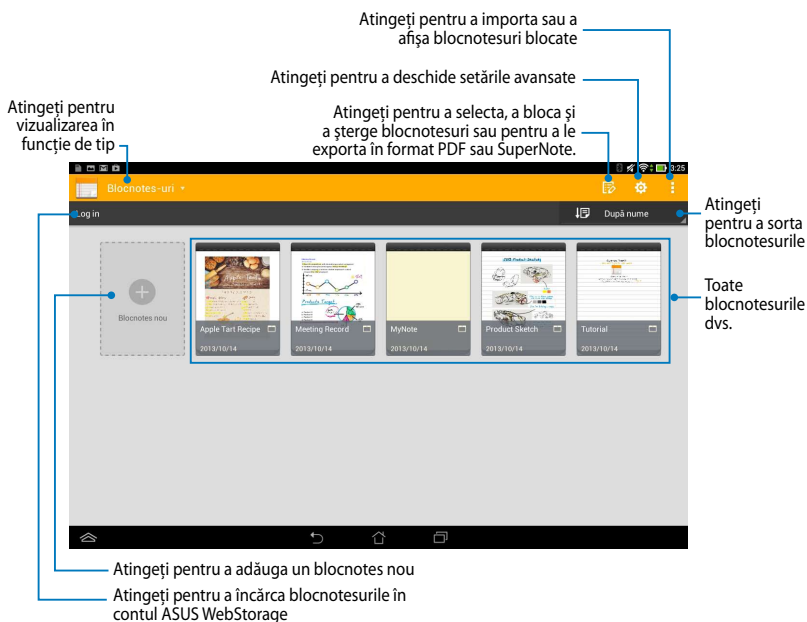 Atingeți pentru a importa sau a
afișa blocnotesuri blocate
Atingeți pentru a deschide setările avansate
Atingeți pentru
vizualizarea în
funcție de tip
Atingeți pentru a selecta, a bloca și
a șterge blocnotesuri sau pentru a le
exporta în format PDF sau SuperNote.
3:25
Blocnotes-uri
Log in
După nume
Atingeți
pentru a sorta
blocnotesurile
Blocnotes nou
Apple Tart Recipe
2013/10/14
Meeting Record
2013/10/14
MyNote
2013/10/14
Product Sketch
2013/10/14
Tutorial
2013/10/14
Toate
blocnotesurile
dvs.
Atingeți pentru a adăuga un blocnotes nou
Atingeți pentru a încărca blocnotesurile în
contul ASUS WebStorage